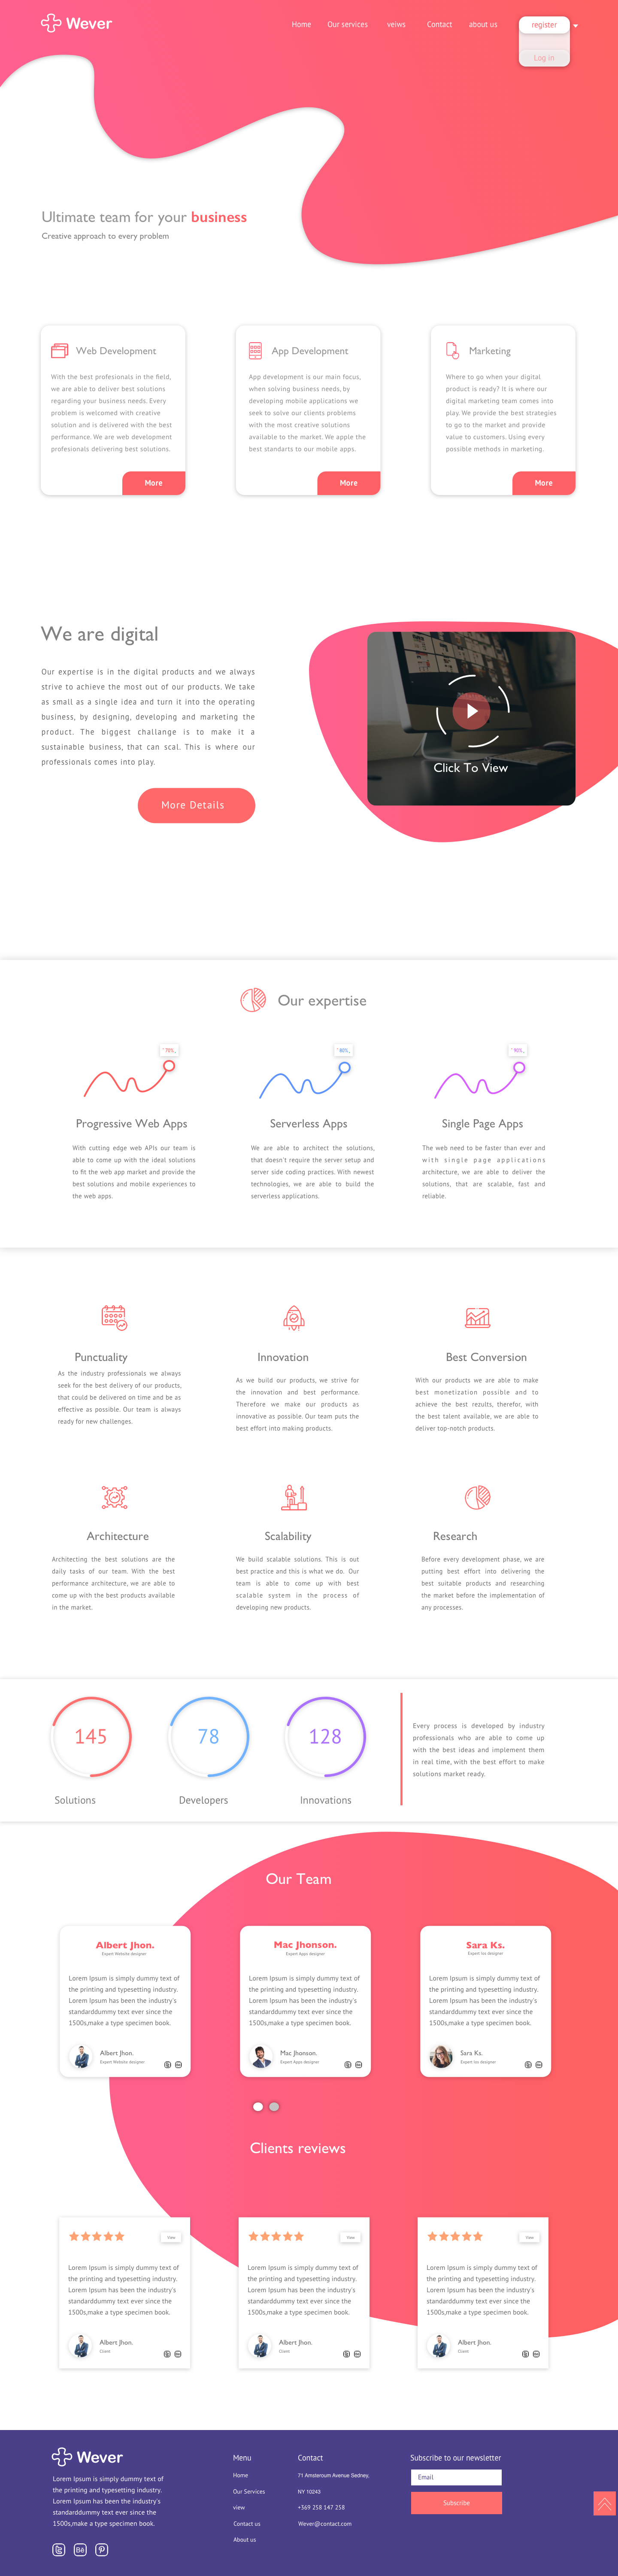 Wever
Home Our services veiws Contact about us register
Log in
Ultimate team for your business
Creative approach to every problem
Web Development
With the best profesionals in the field,
we are able to deliver best solutions
regarding your business needs. Every
problem is welcomed with creative
solution and is delivered with the best
performance. We are web development
profesionals delivering best solutions.
More
App Development
App development is our main focus,
when solving business needs, by
developing mobile applications we
seek to solve our clients problems
with the most creative solutions
available to the market. We apple the
best standarts to our mobile apps.
More
Marketing
Where to go when your digital
product is ready? It is where our
digital marketing team comes into
play. We provide the best strategies
to go to the market and provide
value to customers. Using every
possible methods in marketing.
More
We are digital
Our expertise is in the digital products and we always
strive to achieve the most out of our products. We take
as small as a single idea and turn it into the operating
business, by designing, developing and marketing the
product. The biggest challange is to make it a
sustainable business, that can scal. This is where our
professionals comes into play.
More Details
Click To View
Our expertise
70%
Progressive Web Apps
With cutting edge web APIs our team is
able to come up with the ideal solutions
to fit the web app market and provide the
best solutions and mobile experiences to
the web apps.
80%
Serverless Apps
We are able to architect the solutions,
that doesn't require the server setup and
server side coding practices. With newest
technologies, we are able to build the
serverless applications.
90%
Single Page Apps
The web need to be faster than ever and
with single page applications
architecture, we are able to deliver the
solutions, that are scalable, fast and
reliable.
Punctuality
As the industry professionals we always
seek for the best delivery of our products,
that could be delivered on time and be as
effective as possible. Our team is always
ready for new challenges.
Innovation
As we build our products, we strive for
the innovation and best performance.
Therefore we make our products as
innovative as possible. Our team puts the
best effort into making products.
Best Conversion
With our products we are able to make
best monetization possible and to
achieve the best rezults, therefor, with
the best talent available, we are able to
deliver top-notch products.
Architecture
Architecting the best solutions are the
daily tasks of our team. With the best
performance architecture, we are able to
come up with the best products available
in the market.
Scalability
We build scalable solutions. This is out
best practice and this is what we do. Our
team is able to come up with best
scalable system in the process of
developing new products.
Research
Before every development phase, we are
putting best effort into delivering the
best suitable products and researching
the market before the implementation of
any processes.
145
Solutions
78
Developers
128
Innovations
Every process is developed by industry
professionals who are able to come up
with the best ideas and implement them
in real time, with the best effort to make
solutions market ready.
Our Team
Albert Jhon.
Expert Website designer
Lorem Ipsum is simply dummy text of
the printing and typesetting industry.
Lorem Ipsum has been the industry's
standarddummy text ever since the
1500s,make a type specimen book.
Albert Jhon.
Expert Website designer
Mac Jhonson.
Expert Apps designer
Lorem Ipsum is simply dummy text of
the printing and typesetting industry.
Lorem Ipsum has been the industry's
standarddummy text ever since the
1500s,make a type specimen book.
Mac Jhonson.
Expert Apps designer
Sara Ks.
Expert ios designer
Lorem Ipsum is simply dummy text of
the printing and typesetting industry.
Lorem Ipsum has been the industry's
standarddummy text ever since the
1500s,make a type specimen book.
Sara Ks.
Expert ios designer
Clients reviews
View
Lorem Ipsum is simply dummy text of
the printing and typesetting industry.
Lorem Ipsum has been the industry's
standarddummy text ever since the
1500s,make a type specimen book.
Albert Jhon.
Client
View
Lorem Ipsum is simply dummy text of
the printing and typesetting industry.
Lorem Ipsum has been the industry's
standarddummy text ever since the
1500s,make a type specimen book.
Albert Jhon.
Client
View
Lorem Ipsum is simply dummy text of
the printing and typesetting industry.
Lorem Ipsum has been the industry's
standarddummy text ever since the
1500s,make a type specimen book.
Albert Jhon.
Client
Wever
Lorem Ipsum is simply dummy text of
the printing and typesetting industry.
Lorem Ipsum has been the industry's
standarddummy text ever since the
1500s,make a type specimen book.
Menu
Home
Our Services
view
Contact us
About us
Contact
71 Amsteroum Avenue Sedney,
NY 10243
+369 258 147 258
Wever@contact.com
Subscribe to our newsletter
Email
Subscribe